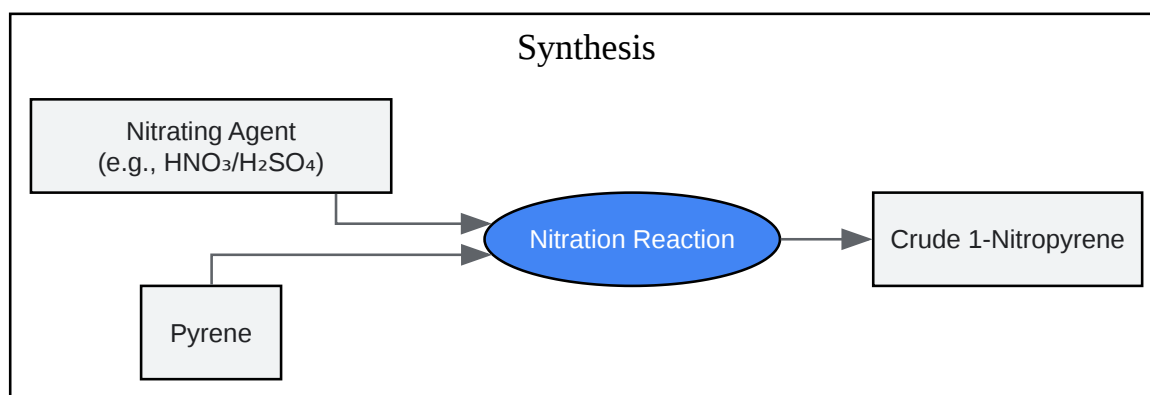 Synthesis
Nitrating Agent
(e.g., HNO₃/H₂SO₄)
Nitration Reaction
Crude 1-Nitropyrene
Pyrene